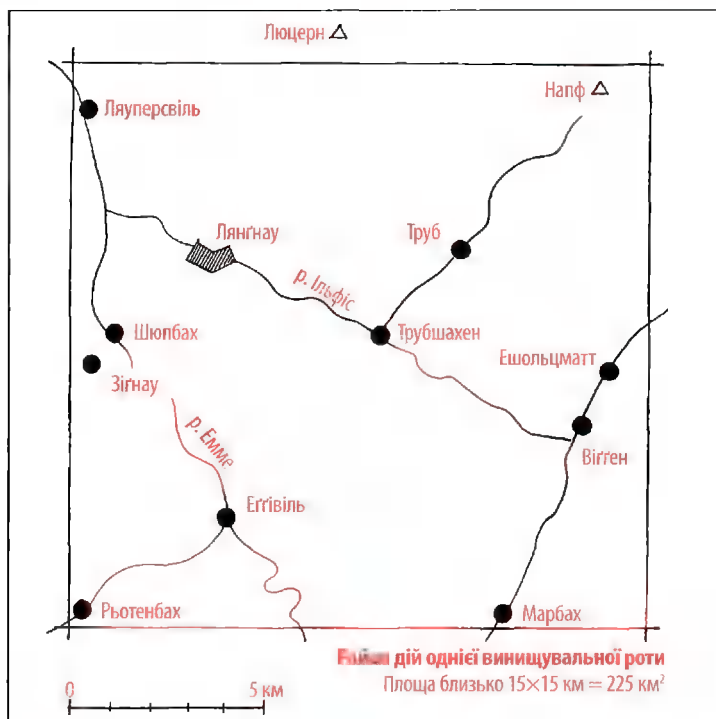 Люцерн
Напф
Ляуперсвіль
Лянґнау
Труб
р. Ільфіс
Шюпбах
Трубшахен
Ешольцматт
Зіґнау
р. Емме
Віґґен
Еґґівіль
Рьотенбах
Марбах
Район дій однієї винищувальної роти
Площа близько 15×15 км = 225 км²
0 5 км